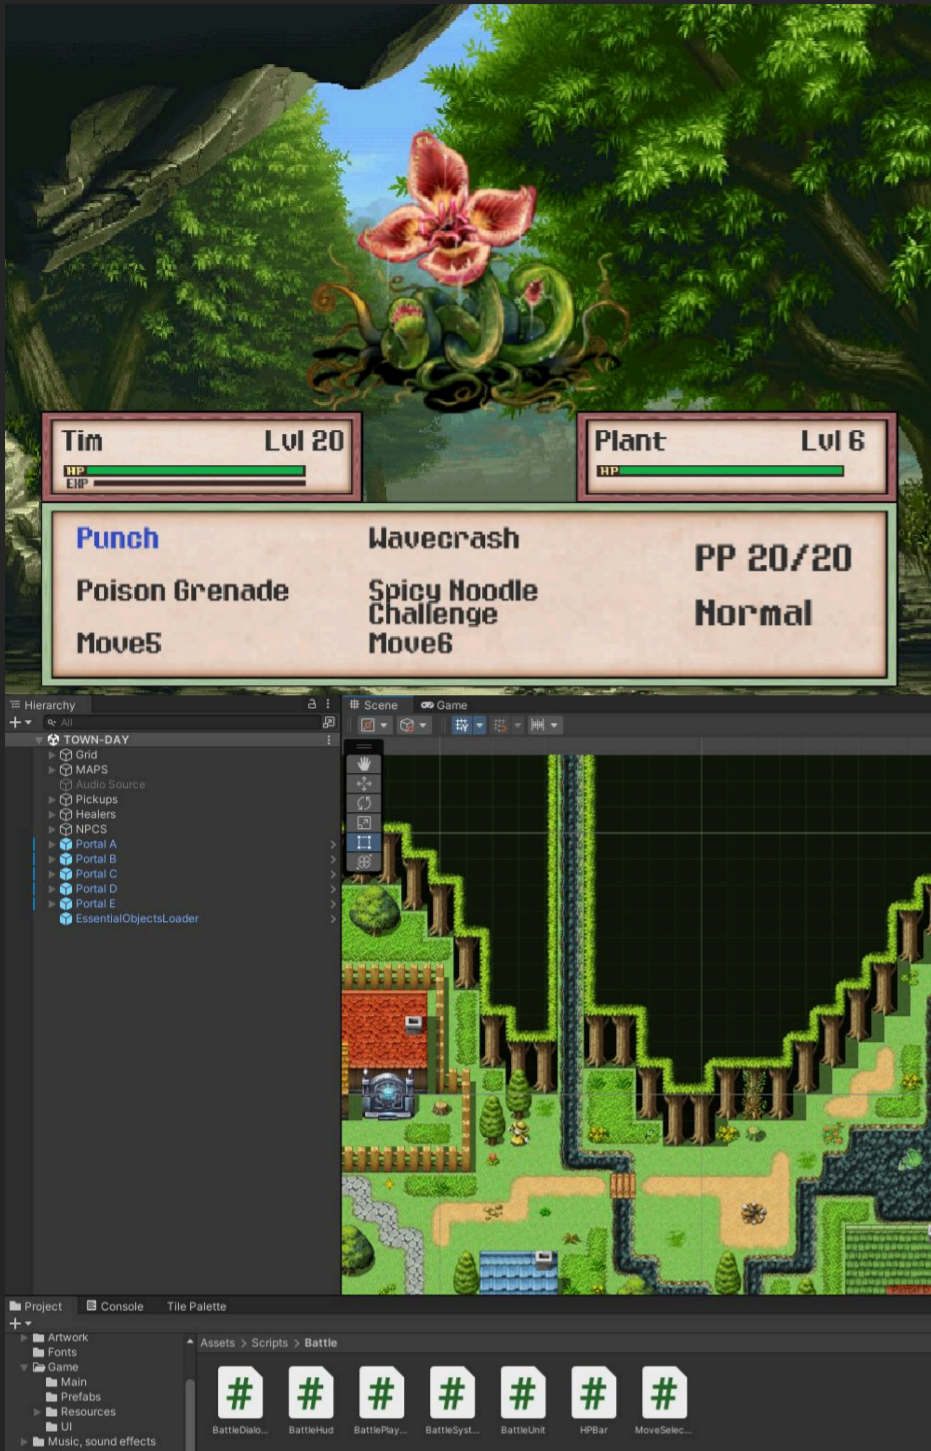 Tim Lvl 20
HP
EXP
Plant Lvl 6
HP
Punch Wavecrash
PP 20/20
Poison Grenade Spicy Noodle
Challenge
Normal
Move5 Move6
Hierarchy
All
TOWN-DAY
Grid
MAPS
Audio Source
Pickups
Healers
NPCS
Portal A
Portal B
Portal C
Portal D
Portal E
EssentialObjectsLoader
Scene Game
Project Console Tile Palette
Artwork
Fonts
Game
Main
Prefabs
Resources
UI
Music, sound effects
Assets > Scripts > Battle
BattleDialo... BattleHud BattlePlay... BattleSyst... BattleUnit HPBar MoveSelec...